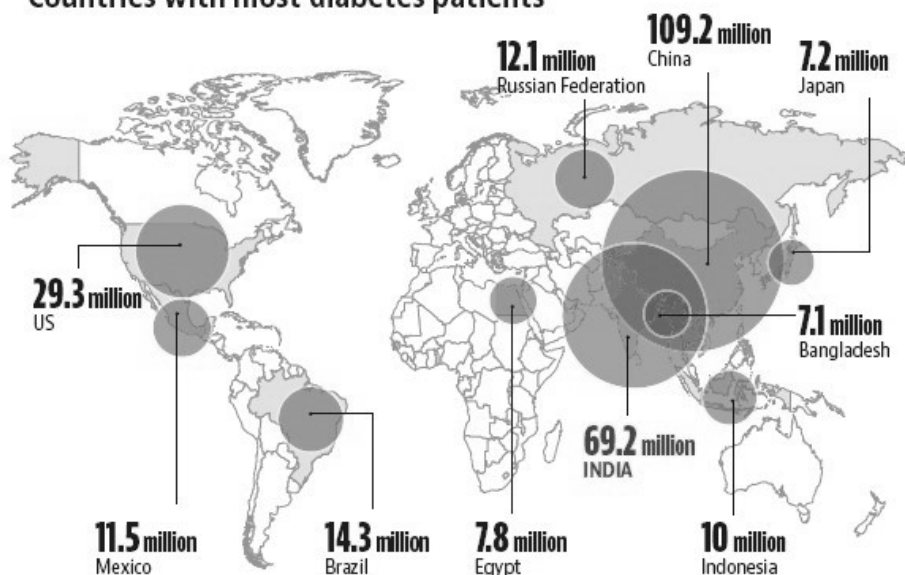 Countries with most diabetes patients
109.2 million
China
12.1 million
Russian Federation
7.2 million
Japan
29.3 million
US
7.1 million
Bangladesh
69.2 million
INDIA
11.5 million
Mexico
14.3 million
Brazil
7.8 million
Egypt
10 million
Indonesia